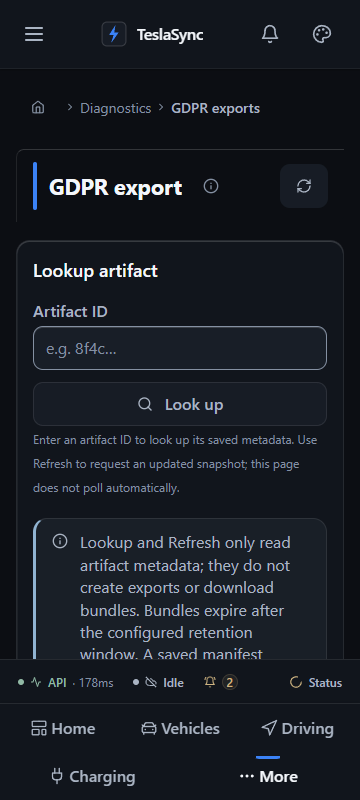 TeslaSync
Diagnostics
GDPR exports
GDPR export
Lookup artifact
Artifact ID
e.g. 8f4c...
Look up
Enter an artifact ID to look up its saved metadata. Use
Refresh to request an updated snapshot; this page
does not poll automatically.
Lookup and Refresh only read
artifact metadata; they do not
create exports or download
bundles. Bundles expire after
the configured retention
window. A saved manifest
API · 178ms
Idle
2
Status
Home
Vehicles
Driving
Charging
More